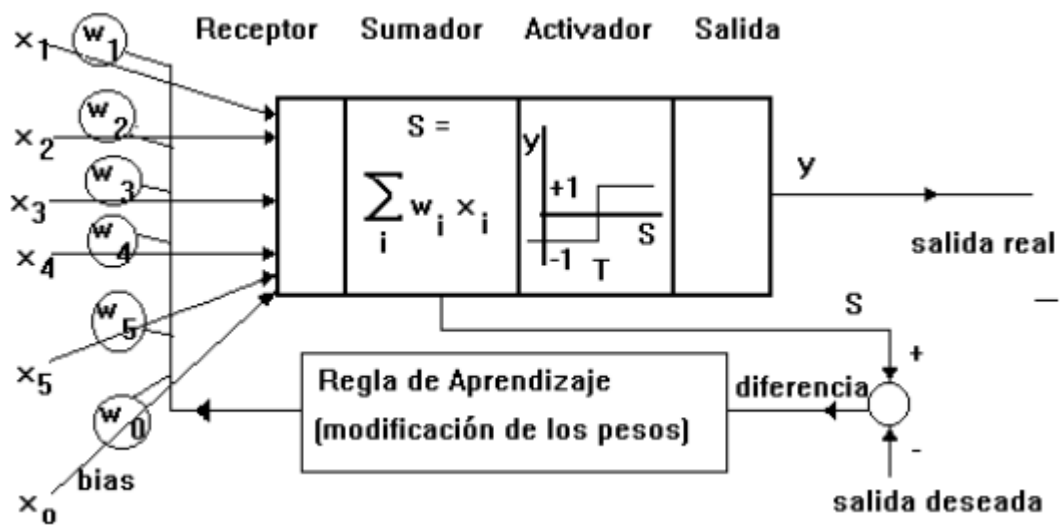 Receptor Sumador Activador Salida
x1 w1
x2 w2
x3 w3
x4 w4
x5 w5
xo w0
bias
S =
∑ wi xi
i
y
+1
-1
T
S
y
salida real
—
S
+
-
diferencia
Regla de Aprendizaje
(modificación de los pesos)
salida deseada